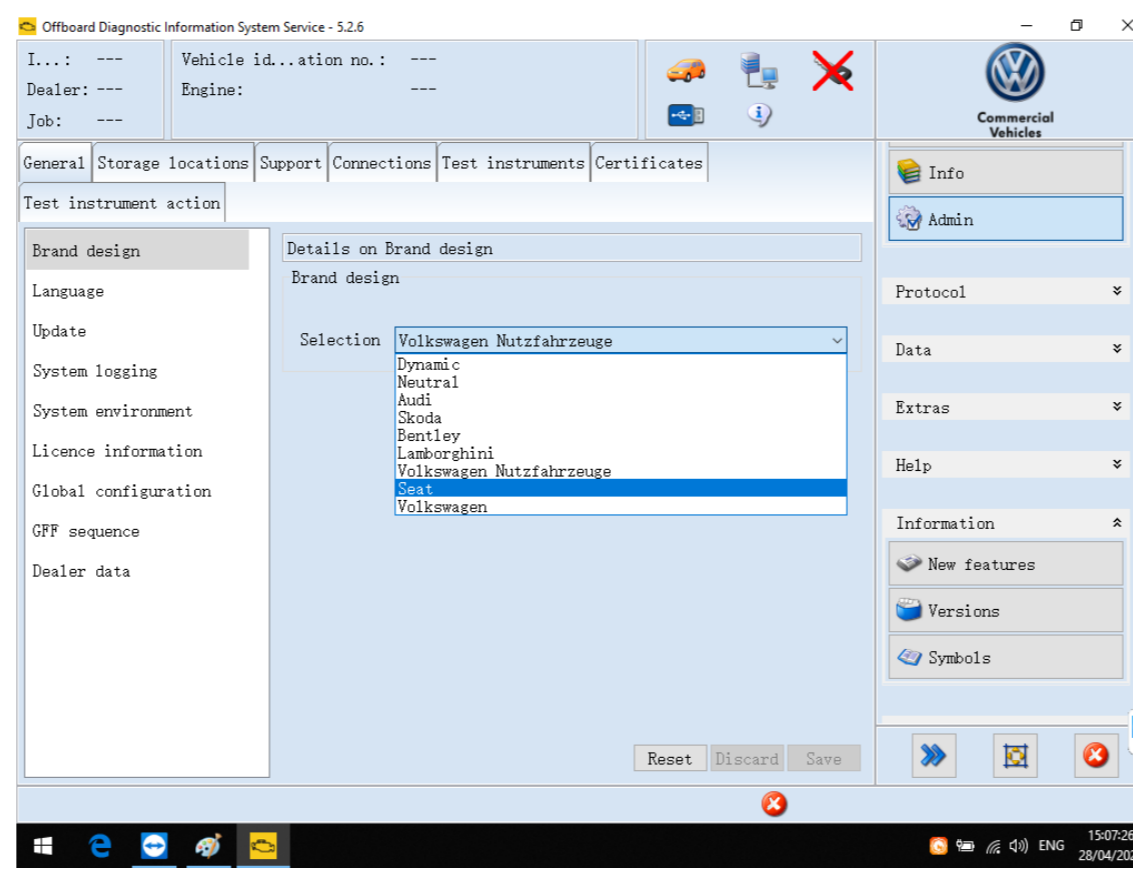 Offboard Diagnostic Information System Service - 5.2.6
I...: ---
Dealer: ---
Job: ---
Vehicle id...ation no.: ---
Engine: ---
Commercial
Vehicles
General Storage locations Support Connections Test instruments Certificates
Test instrument action
Brand design
Language
Update
System logging
System environment
Licence information
Global configuration
GFF sequence
Dealer data
Details on Brand design
Brand design
Selection Volkswagen Nutzfahrzeuge
Dynamic
Neutral
Audi
Skoda
Bentley
Lamborghini
Volkswagen Nutzfahrzeuge
Seat
Volkswagen
Reset Discard Save
Info
Admin
Protocol
Data
Extras
Help
Information
New features
Versions
Symbols
ENG
15:07:26
28/04/202